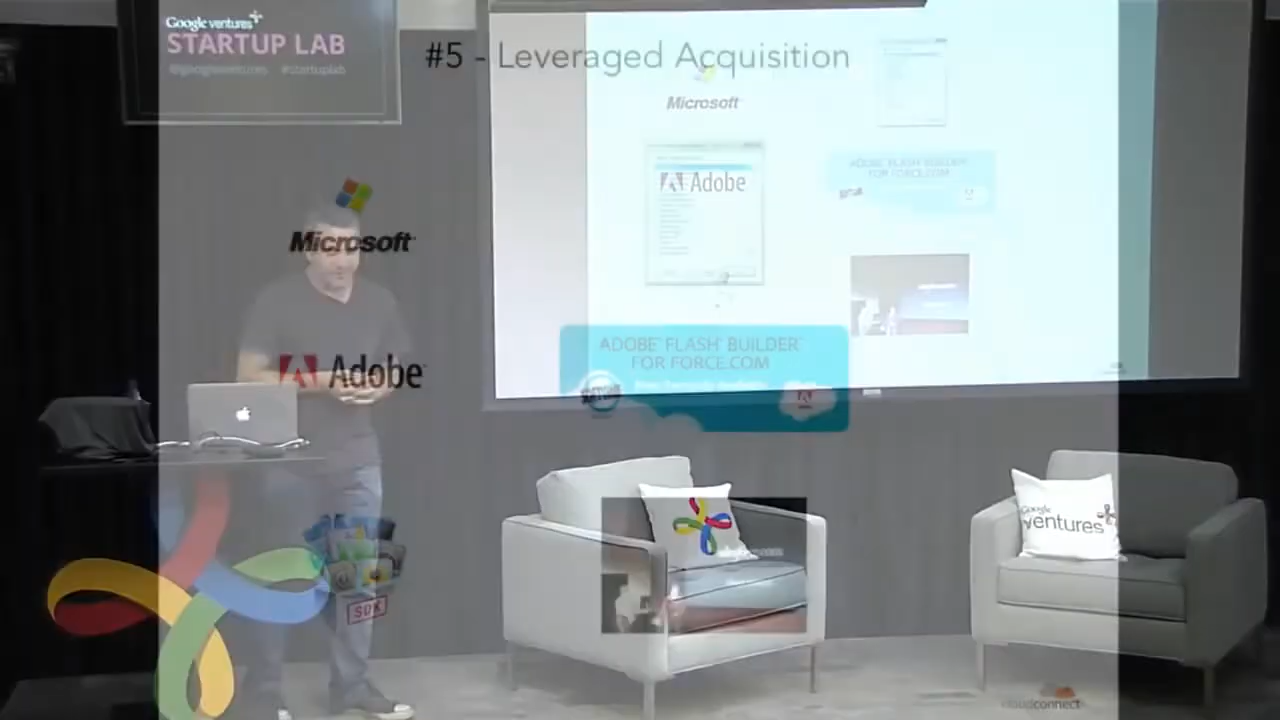 Google ventures
STARTUP LAB
@googleventures #startuplab
#5 - Leveraged Acquisition
Microsoft
Adobe
ADOBE FLASH BUILDER
FOR FORCE.COM
Microsoft
Adobe
ADOBE FLASH BUILDER
FOR FORCE.COM
Google
ventures
SDK
cloudconnect